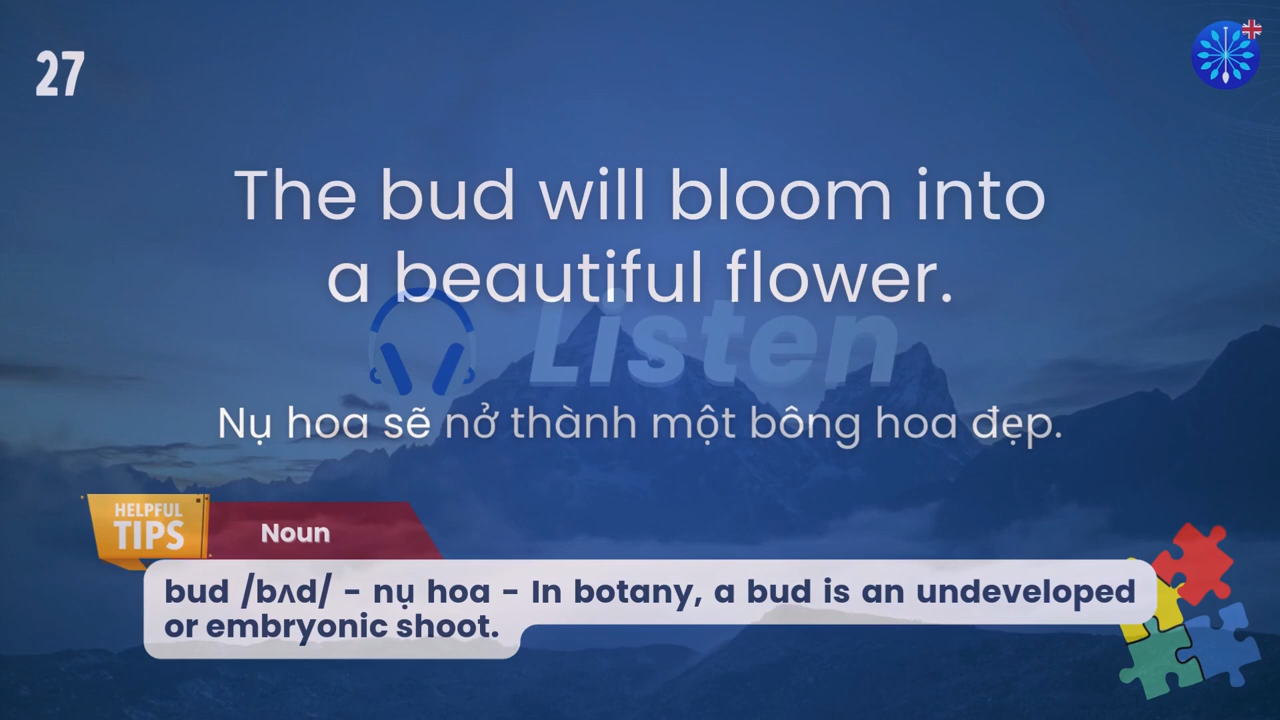 27
The bud will bloom into
a beautiful flower.
Listen
Nụ hoa sẽ nở thành một bông hoa đẹp.
HELPFUL
TIPS
Noun
bud /bʌd/ - nụ hoa - In botany, a bud is an undeveloped
or embryonic shoot.